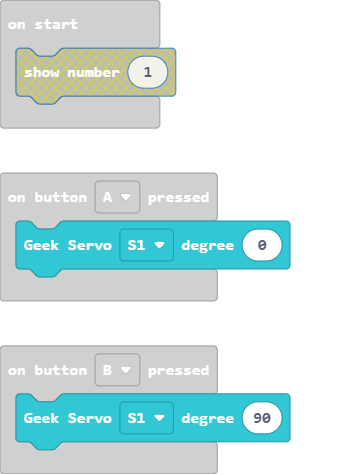 on start
show number 1
on button A pressed
Geek Servo S1 degree 0
on button B pressed
Geek Servo S1 degree 90